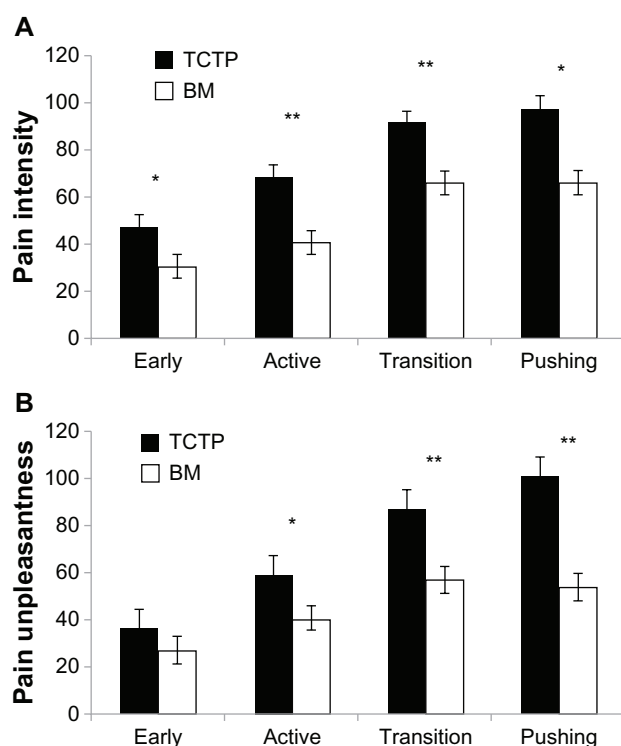 A
120
100
80
60
40
20
0
Pain intensity
TCTP
BM
*
**
**
*
Early Active Transition Pushing
B
120
100
80
60
40
20
0
Pain unpleasantness
TCTP
BM
*
**
**
Early Active Transition Pushing